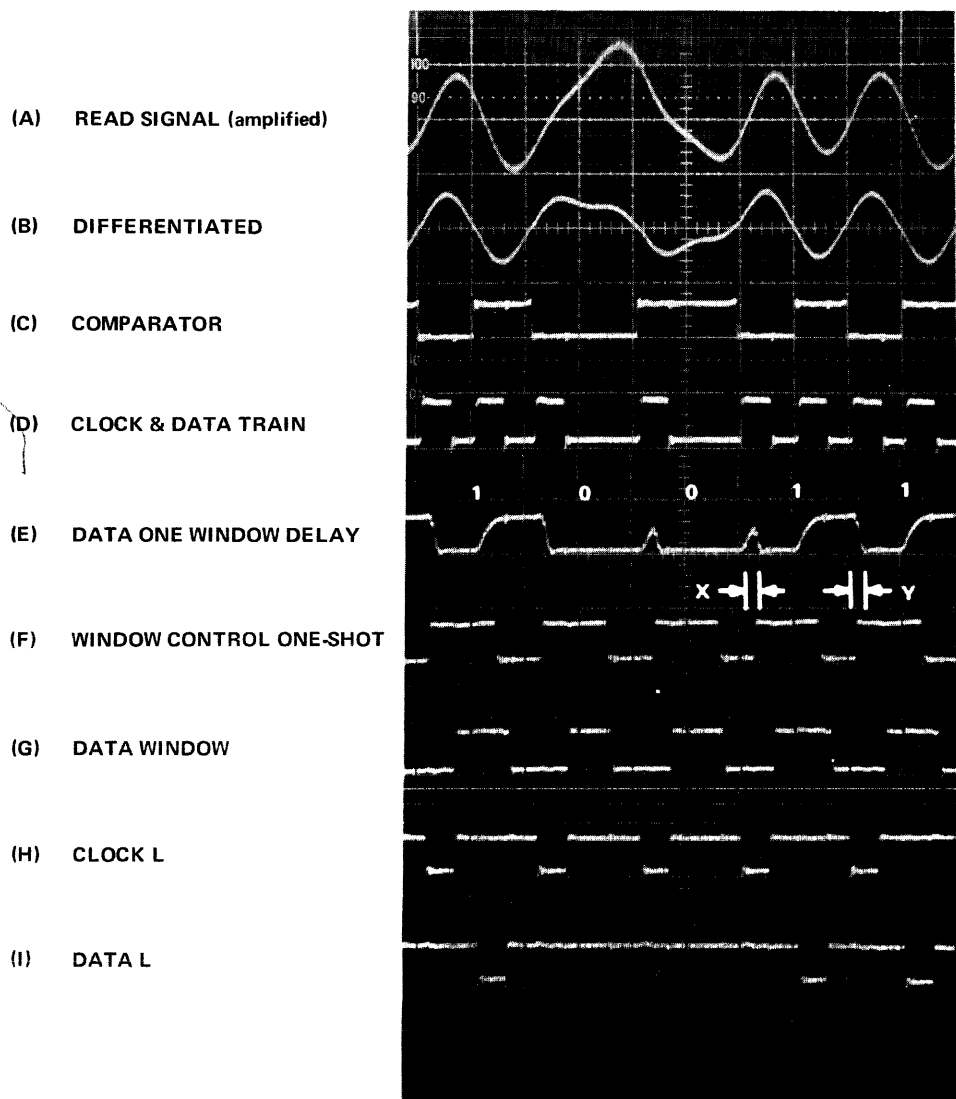 100
90
(A) READ SIGNAL (amplified)
(B) DIFFERENTIATED
(C) COMPARATOR
(D) CLOCK & DATA TRAIN
1 0 0 1 1
(E) DATA ONE WINDOW DELAY
X Y
(F) WINDOW CONTROL ONE-SHOT
(G) DATA WINDOW
(H) CLOCK L
(I) DATA L